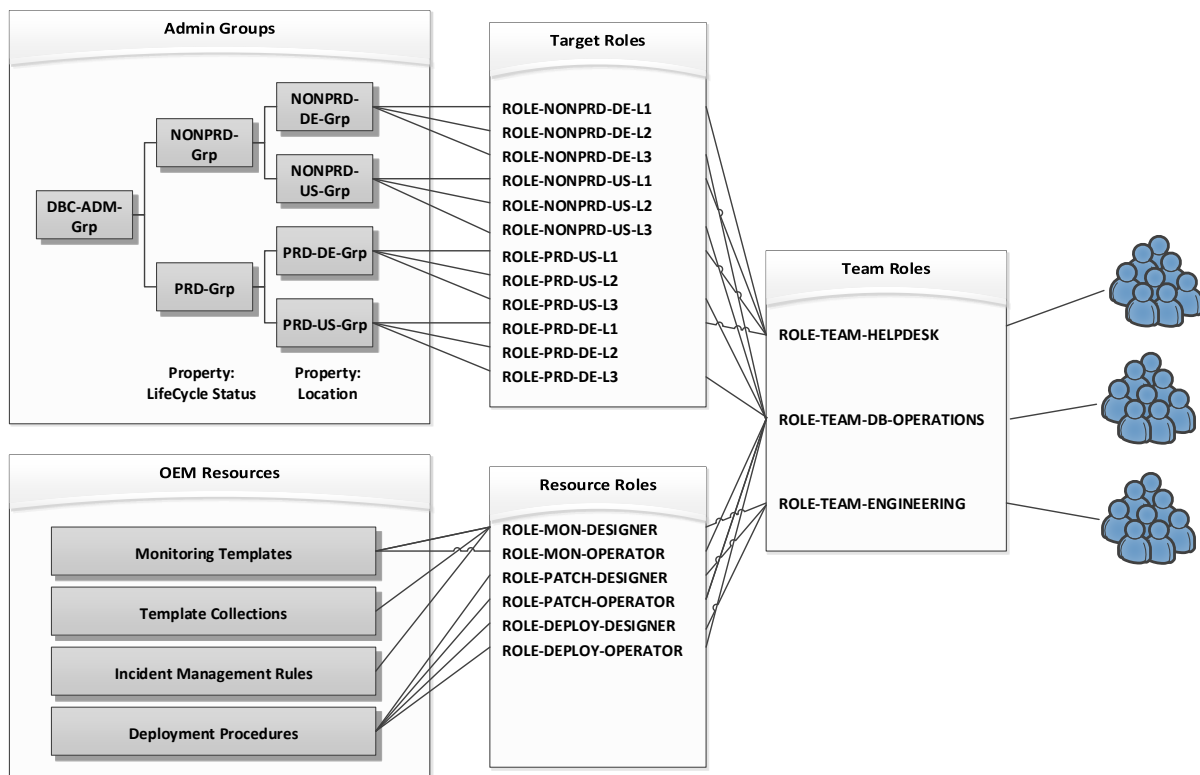 Admin Groups
DBC-ADM-
Grp
NONPRD-
Grp
PRD-Grp
NONPRD-
DE-Grp
NONPRD-
US-Grp
PRD-DE-Grp
PRD-US-Grp
Property:
LifeCycle Status
Property:
Location
Target Roles
ROLE-NONPRD-DE-L1
ROLE-NONPRD-DE-L2
ROLE-NONPRD-DE-L3
ROLE-NONPRD-US-L1
ROLE-NONPRD-US-L2
ROLE-NONPRD-US-L3
ROLE-PRD-US-L1
ROLE-PRD-US-L2
ROLE-PRD-US-L3
ROLE-PRD-DE-L1
ROLE-PRD-DE-L2
ROLE-PRD-DE-L3
Team Roles
ROLE-TEAM-HELPDESK
ROLE-TEAM-DB-OPERATIONS
ROLE-TEAM-ENGINEERING
OEM Resources
Monitoring Templates
Template Collections
Incident Management Rules
Deployment Procedures
Resource Roles
ROLE-MON-DESIGNER
ROLE-MON-OPERATOR
ROLE-PATCH-DESIGNER
ROLE-PATCH-OPERATOR
ROLE-DEPLOY-DESIGNER
ROLE-DEPLOY-OPERATOR